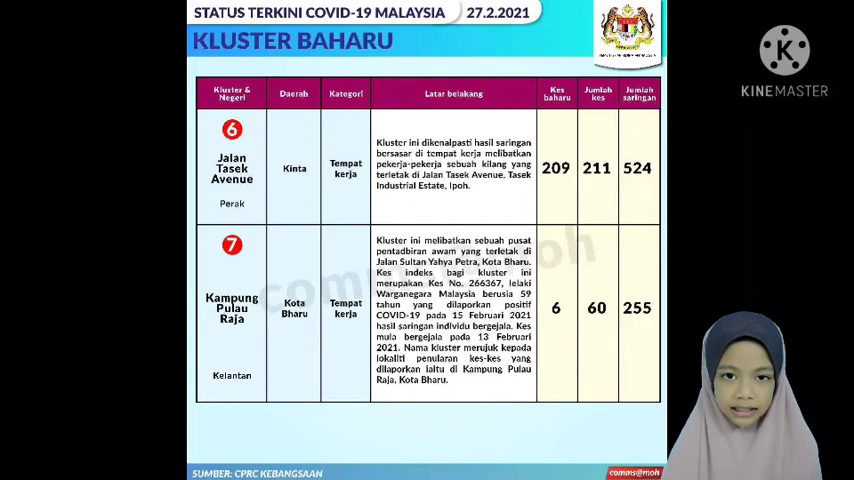 STATUS TERKINI COVID-19 MALAYSIA
27.2.2021
KLUSTER BAHARU
KINEMASTER
Kluster & Negeri
Daerah
Kategori
Latar belakang
Kes baharu
Jumlah kes
Jumlah saringan
6
Jalan
Tasek
Avenue
Perak
Kinta
Tempat
kerja
Kluster ini dikenalpasti hasil saringan
bersasar di tempat kerja melibatkan
pekerja-pekerja sebuah kilang yang
terletak di Jalan Tasek Avenue, Tasek
Industrial Estate, Ipoh.
209
211
524
7
Kampung
Pulau
Raja
Kelantan
Kota
Bharu
Tempat
kerja
Kluster ini melibatkan sebuah pusat
pentadbiran awam yang terletak di
Jalan Sultan Yahya Petra, Kota Bharu.
Kes indeks bagi kluster ini
merupakan Kes No. 266367, lelaki
Warganegara Malaysia berusia 59
tahun yang dilaporkan positif
COVID-19 pada 15 Februari 2021
hasil saringan individu bergejala. Kes
mula bergejala pada 13 Februari
2021. Nama kluster merujuk kepada
lokaliti penularan kes-kes yang
dilaporkan iaitu di Kampung Pulau
Raja, Kota Bharu.
6
60
255
comms@moh
SUMBER: CPRC KEBANGSAAN
comms@moh